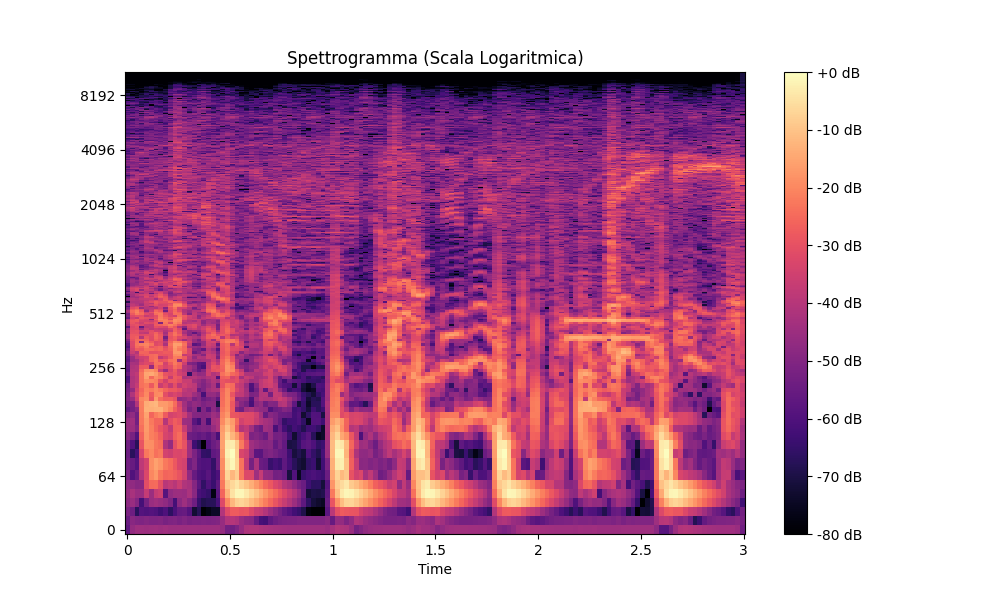 Spettrogramma (Scala Logaritmica)
Hz
8192
4096
2048
1024
512
256
128
64
0
0 0.5 1 1.5 2 2.5 3
Time
+0 dB
-10 dB
-20 dB
-30 dB
-40 dB
-50 dB
-60 dB
-70 dB
-80 dB